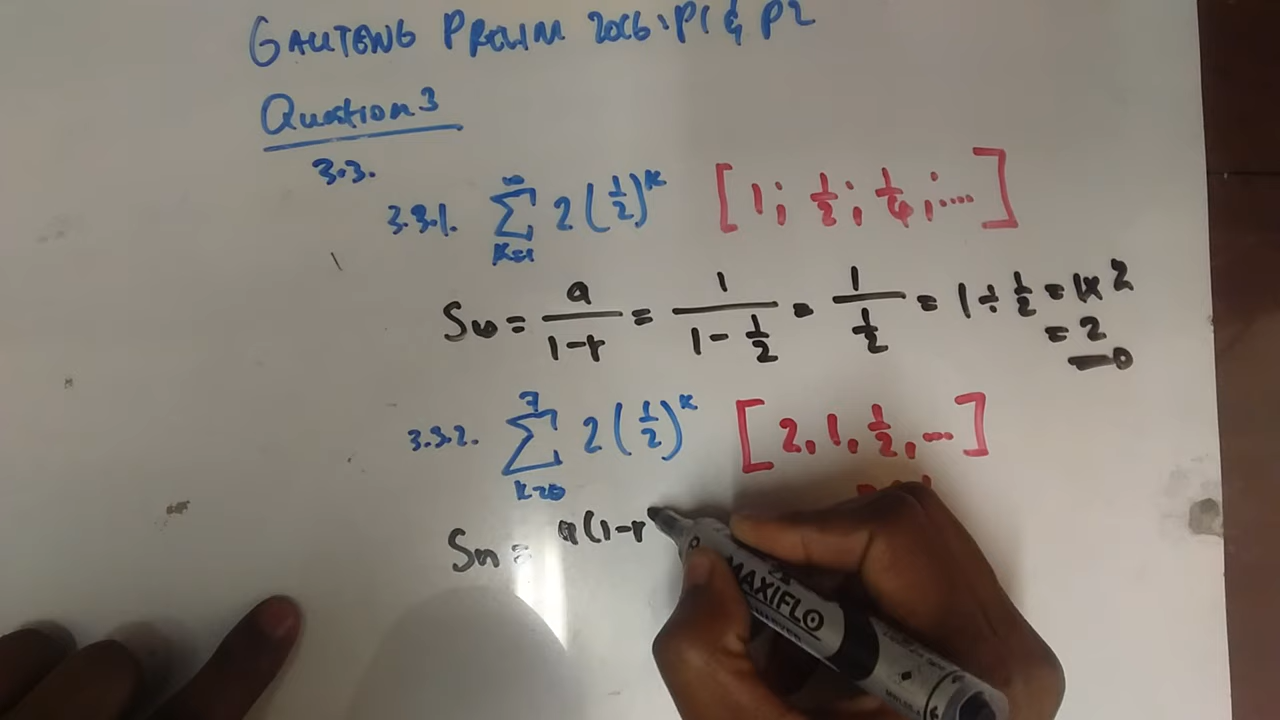 GAUTENG PRELIM 2016: P1 & P2
Question 3
3.3.
3.3.1. ∑_{k=1}^{∞} 2(1/2)^k [1; 1/2; 1/4; ....]
S∞ = a/(1-r) = 1/(1 - 1/2) = 1/(1/2) = 1 ÷ 1/2 = 1 x 2
= 2
3.3.2. ∑_{k=0}^{7} 2(1/2)^k [2, 1, 1/2, ...]
Sn = a(1-r
MAXIFLO